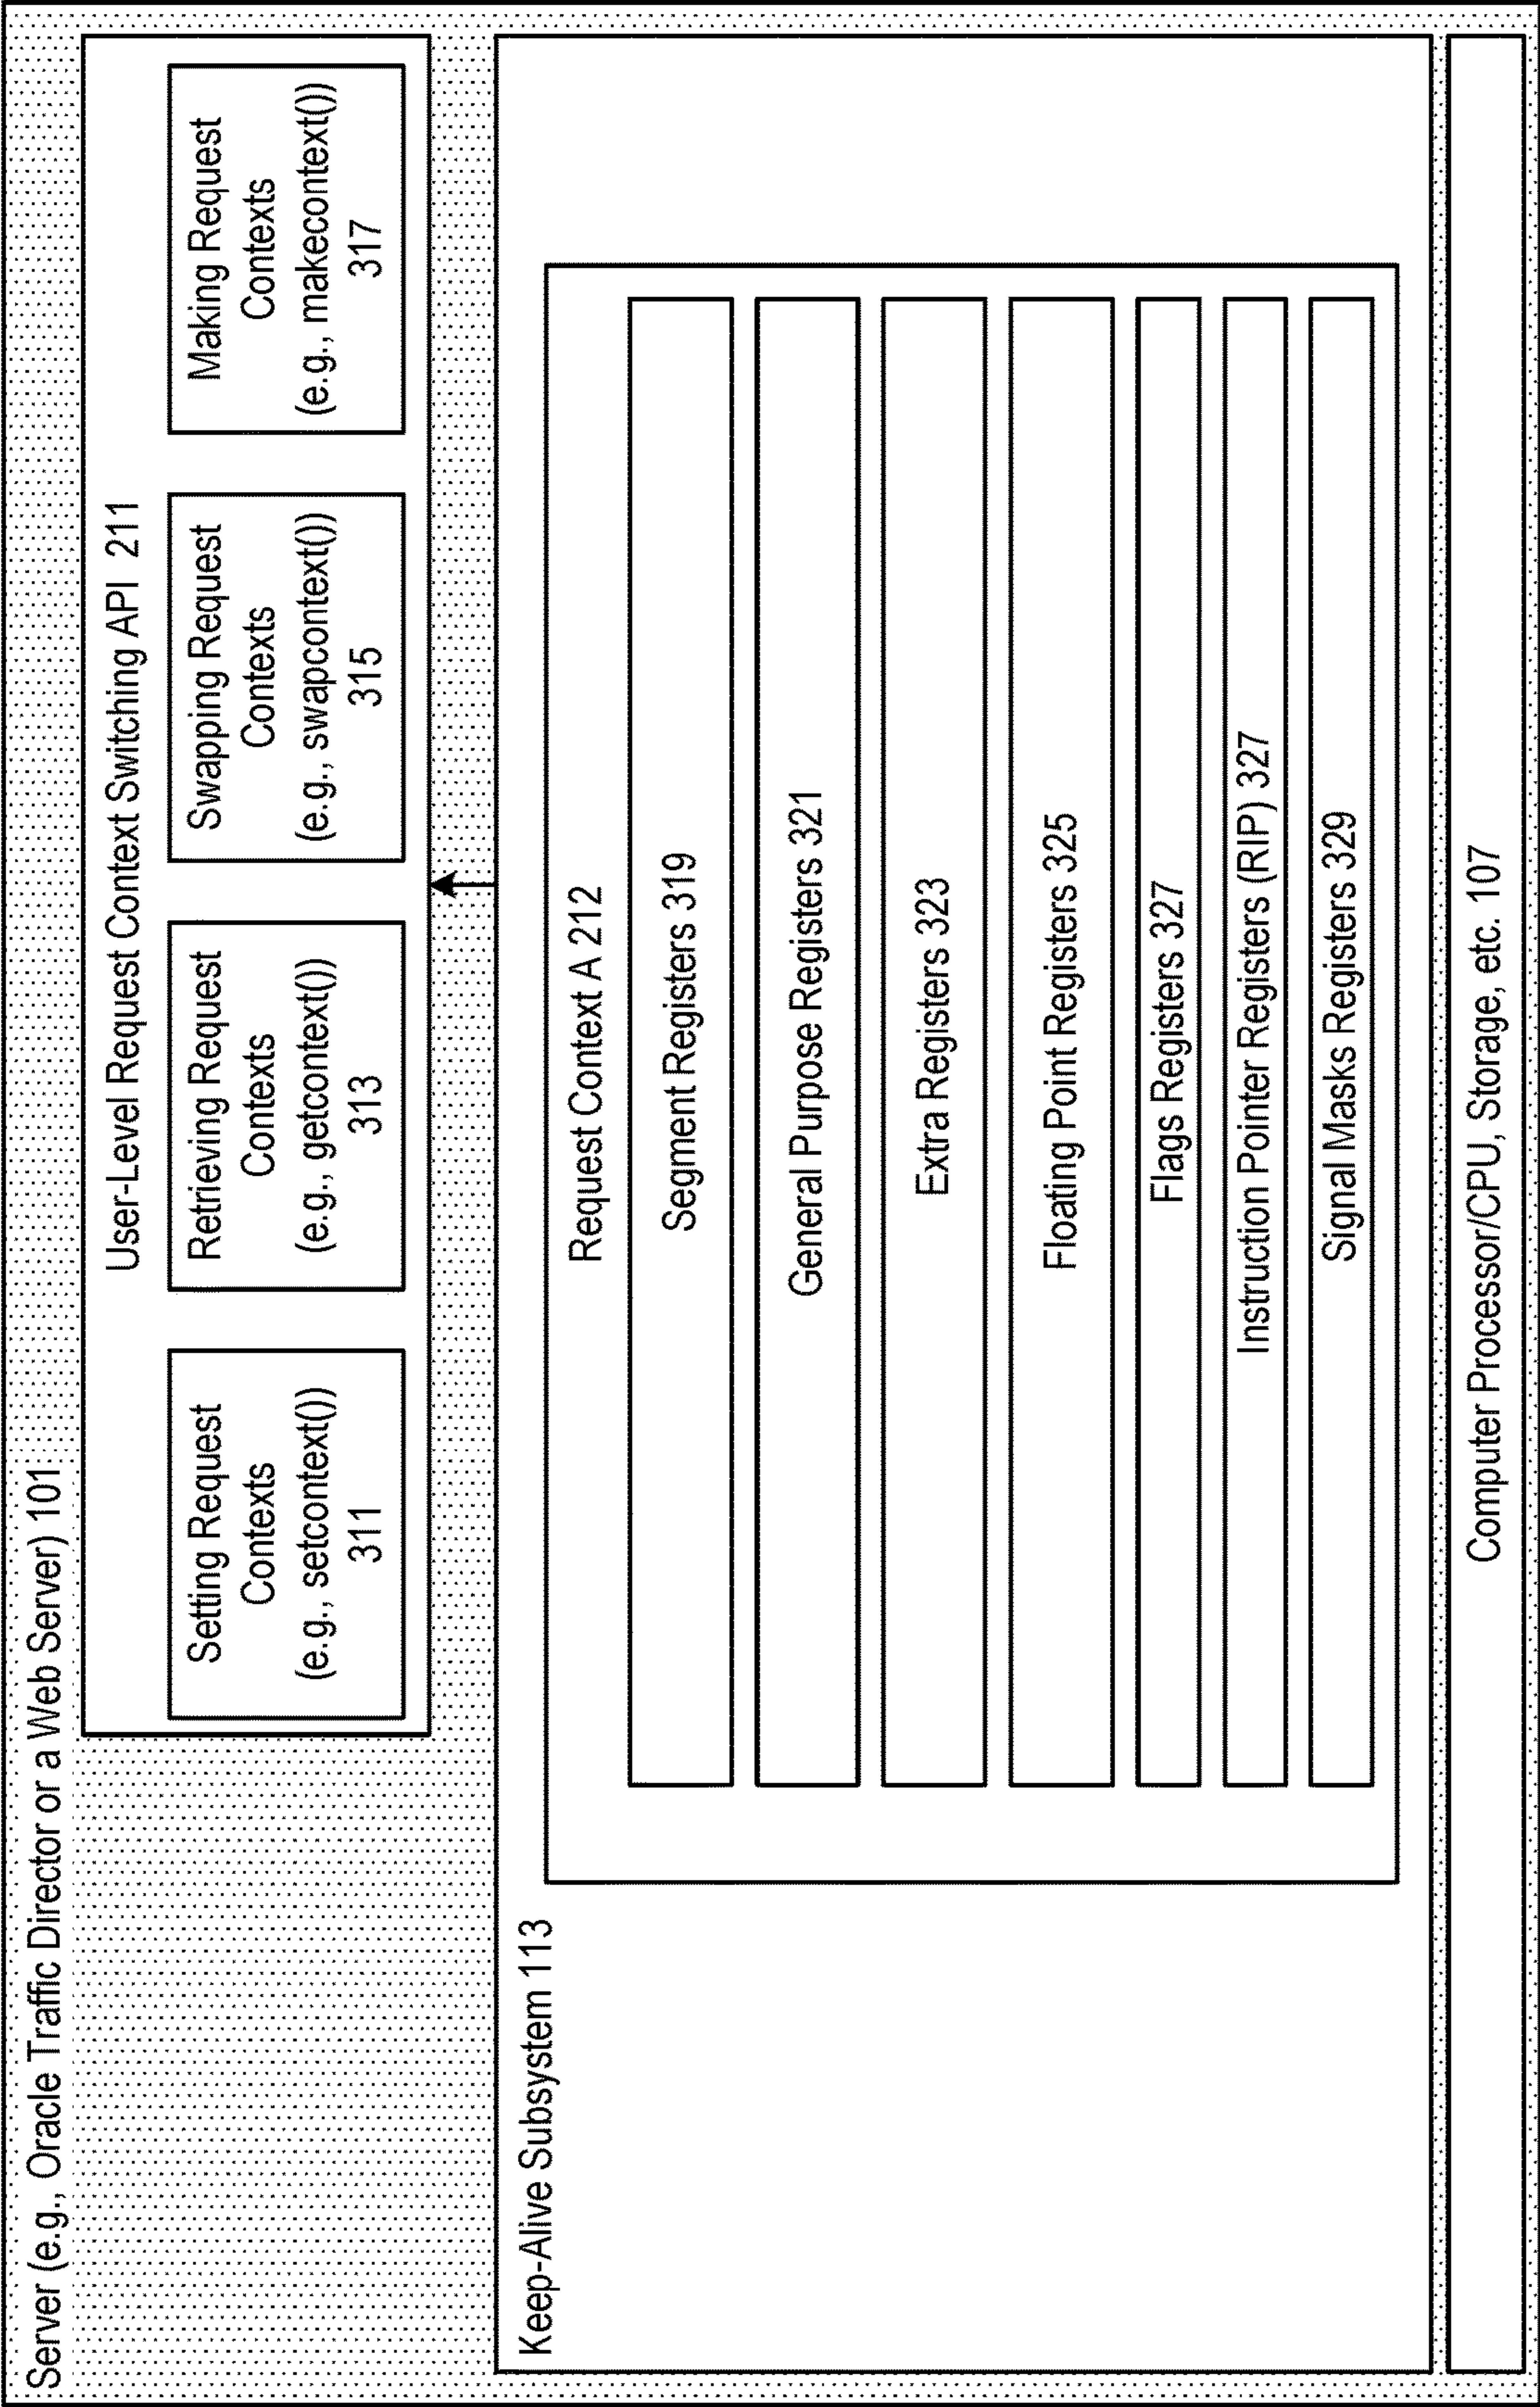 Server (e.g., Oracle Traffic Director or a Web Server) 101
User-Level Request Context Switching API 211
Setting Request
Contexts
(e.g., setcontext())
311
Retrieving Request
Contexts
(e.g., getcontext())
313
Swapping Request
Contexts
(e.g., swapcontext())
315
Making Request
Contexts
(e.g., makecontext())
317
Keep-Alive Subsystem 113
Request Context A 212
Segment Registers 319
General Purpose Registers 321
Extra Registers 323
Floating Point Registers 325
Flags Registers 327
Instruction Pointer Registers (RIP) 327
Signal Masks Registers 329
Computer Processor/CPU, Storage, etc. 107